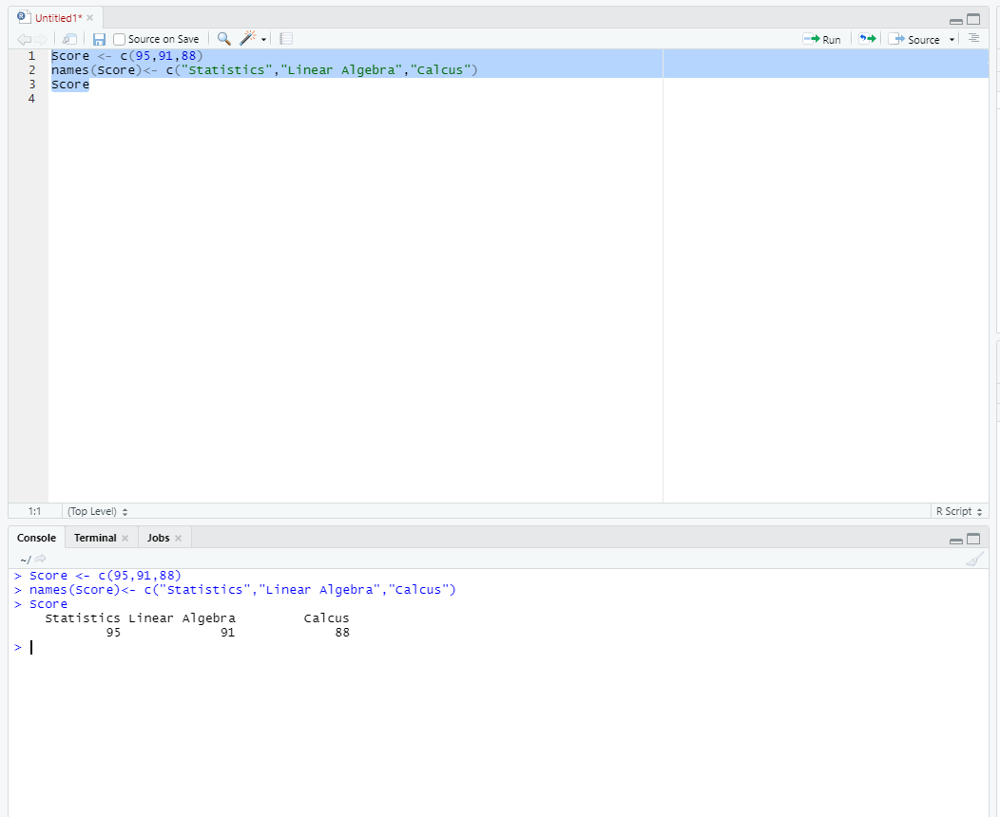 Untitled1*
Source on Save
Run
Source
1 Score <- c(95,91,88)
2 names(Score)<- c("Statistics","Linear Algebra","Calcus")
3 Score
4
1:1 (Top Level) R Script
Console Terminal Jobs
~/
> Score <- c(95,91,88)
> names(Score)<- c("Statistics","Linear Algebra","Calcus")
> Score
    Statistics Linear Algebra         Calcus
            95             91             88
>